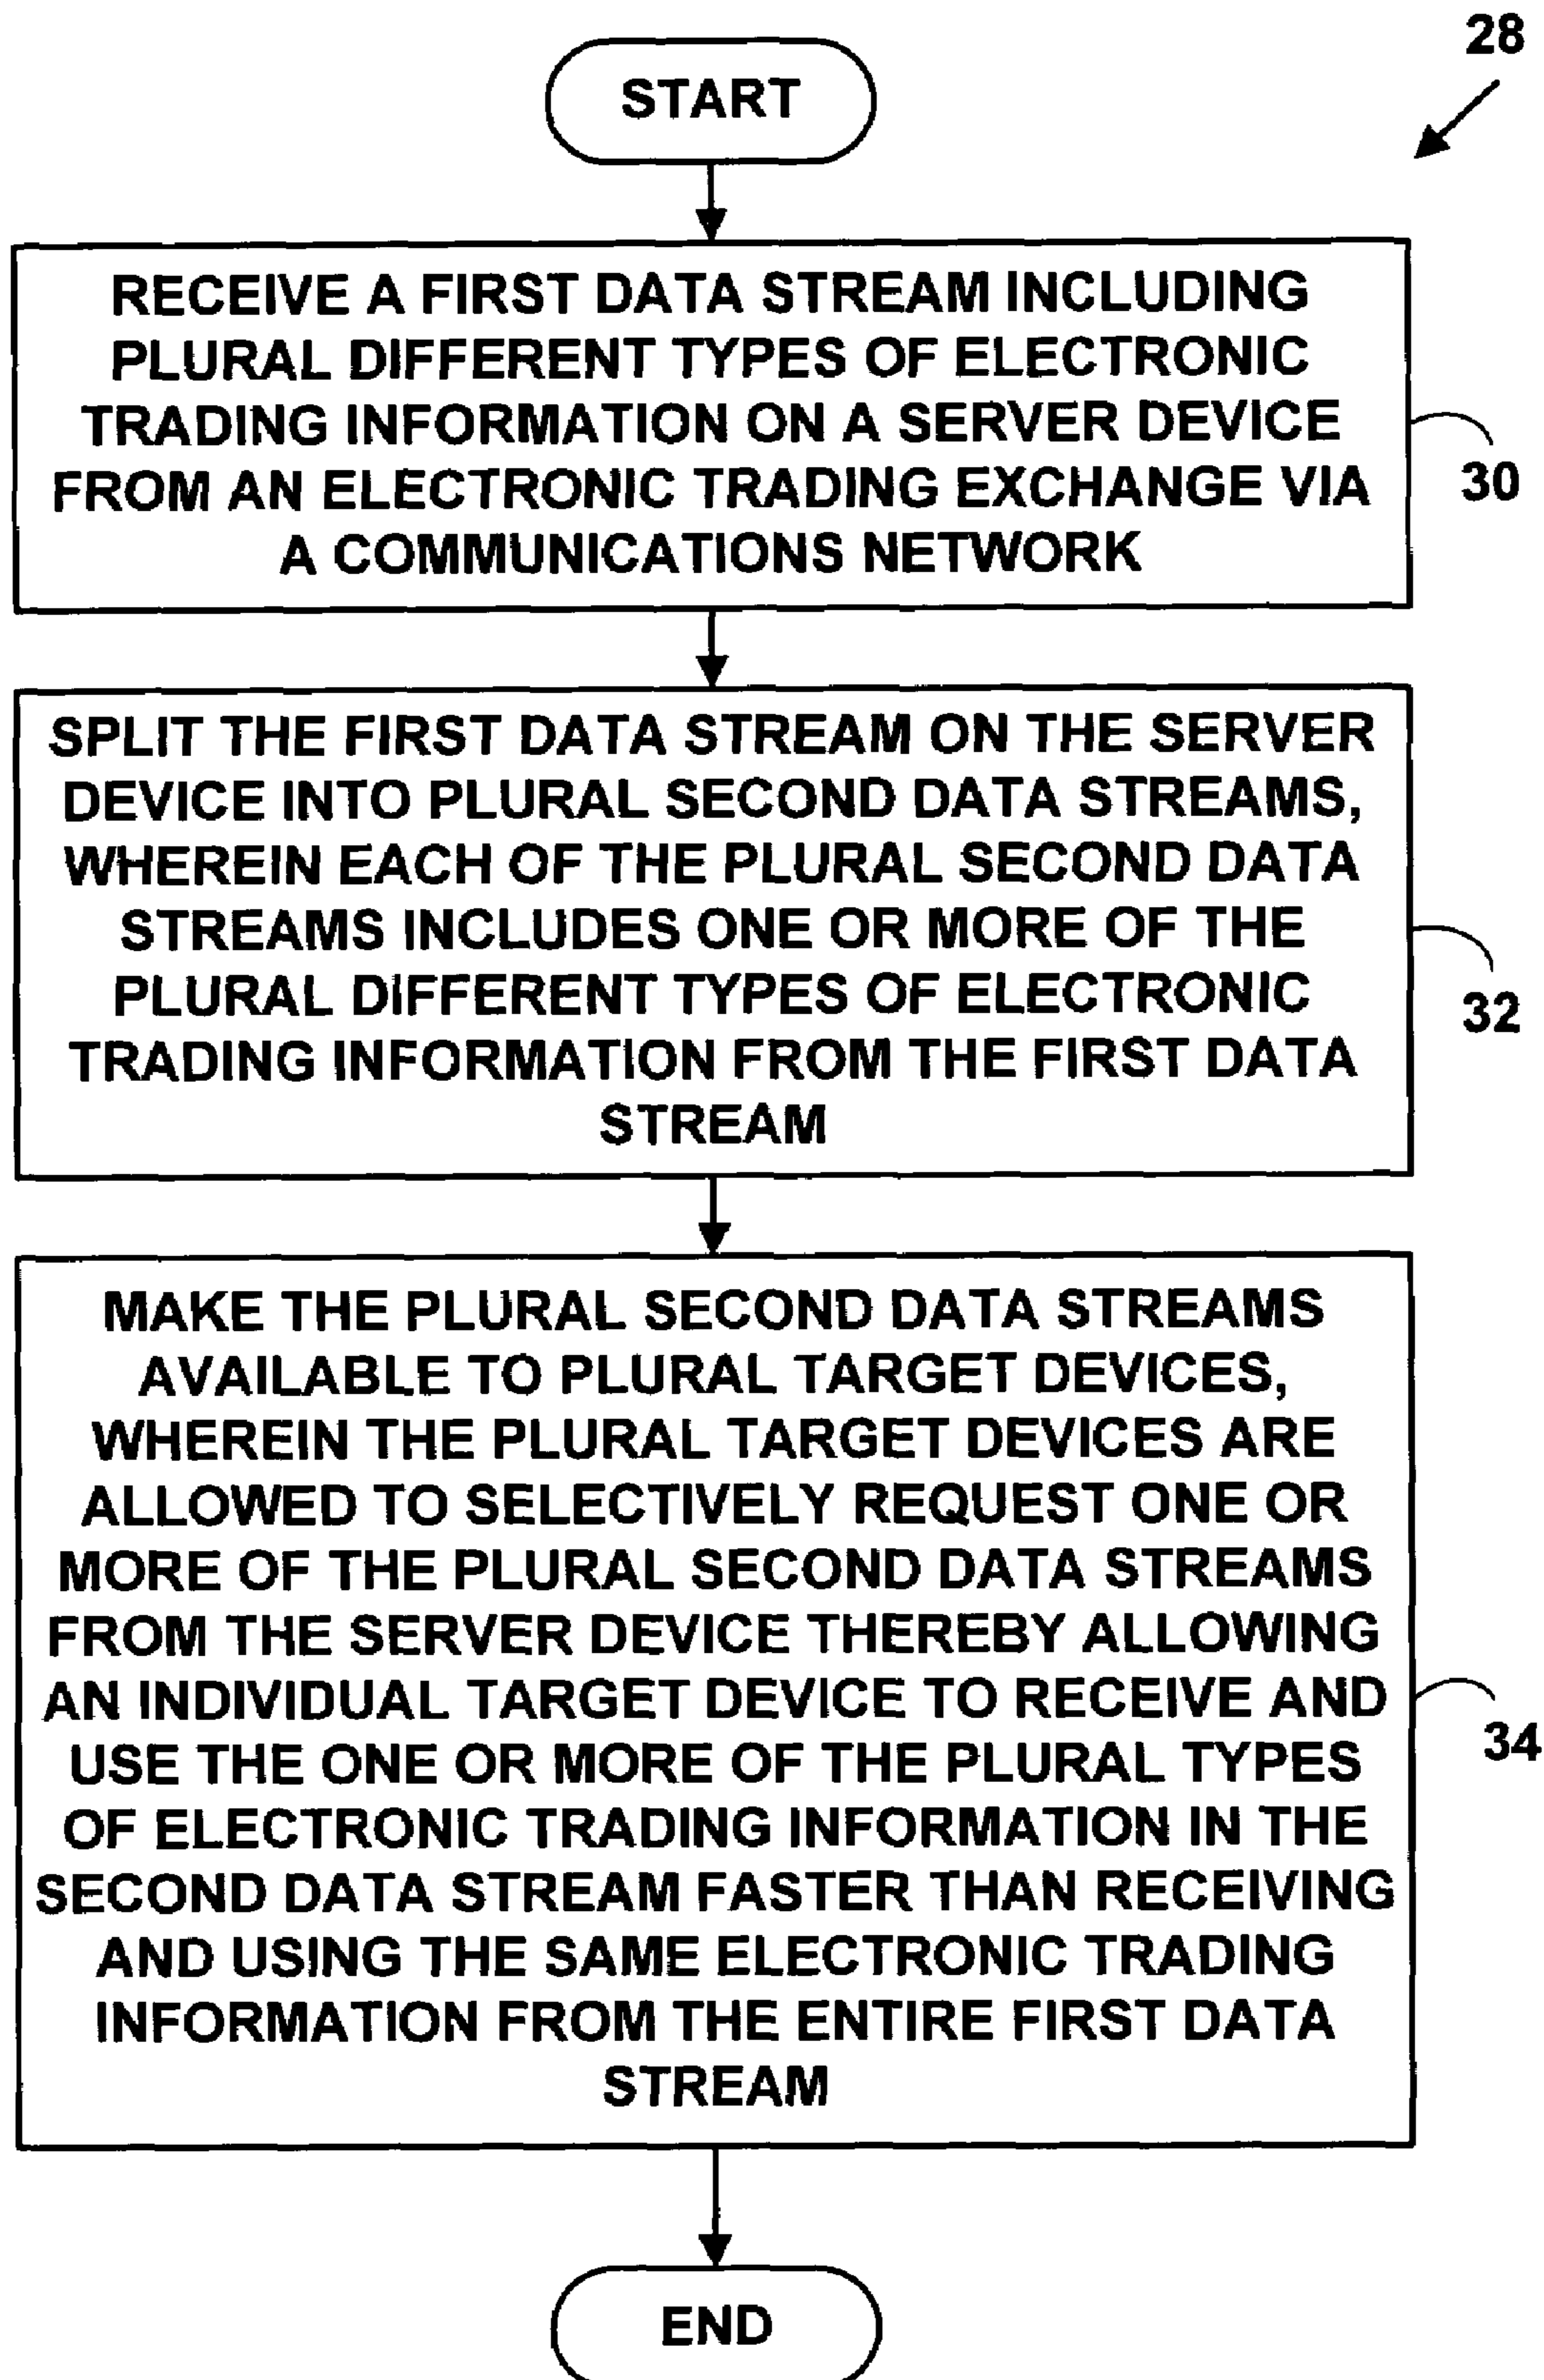 28
START
RECEIVE A FIRST DATA STREAM INCLUDING
PLURAL DIFFERENT TYPES OF ELECTRONIC
TRADING INFORMATION ON A SERVER DEVICE
FROM AN ELECTRONIC TRADING EXCHANGE VIA
A COMMUNICATIONS NETWORK
30
SPLIT THE FIRST DATA STREAM ON THE SERVER
DEVICE INTO PLURAL SECOND DATA STREAMS,
WHEREIN EACH OF THE PLURAL SECOND DATA
STREAMS INCLUDES ONE OR MORE OF THE
PLURAL DIFFERENT TYPES OF ELECTRONIC
TRADING INFORMATION FROM THE FIRST DATA
STREAM
32
MAKE THE PLURAL SECOND DATA STREAMS
AVAILABLE TO PLURAL TARGET DEVICES,
WHEREIN THE PLURAL TARGET DEVICES ARE
ALLOWED TO SELECTIVELY REQUEST ONE OR
MORE OF THE PLURAL SECOND DATA STREAMS
FROM THE SERVER DEVICE THEREBY ALLOWING
AN INDIVIDUAL TARGET DEVICE TO RECEIVE AND
USE THE ONE OR MORE OF THE PLURAL TYPES
OF ELECTRONIC TRADING INFORMATION IN THE
SECOND DATA STREAM FASTER THAN RECEIVING
AND USING THE SAME ELECTRONIC TRADING
INFORMATION FROM THE ENTIRE FIRST DATA
STREAM
34
END